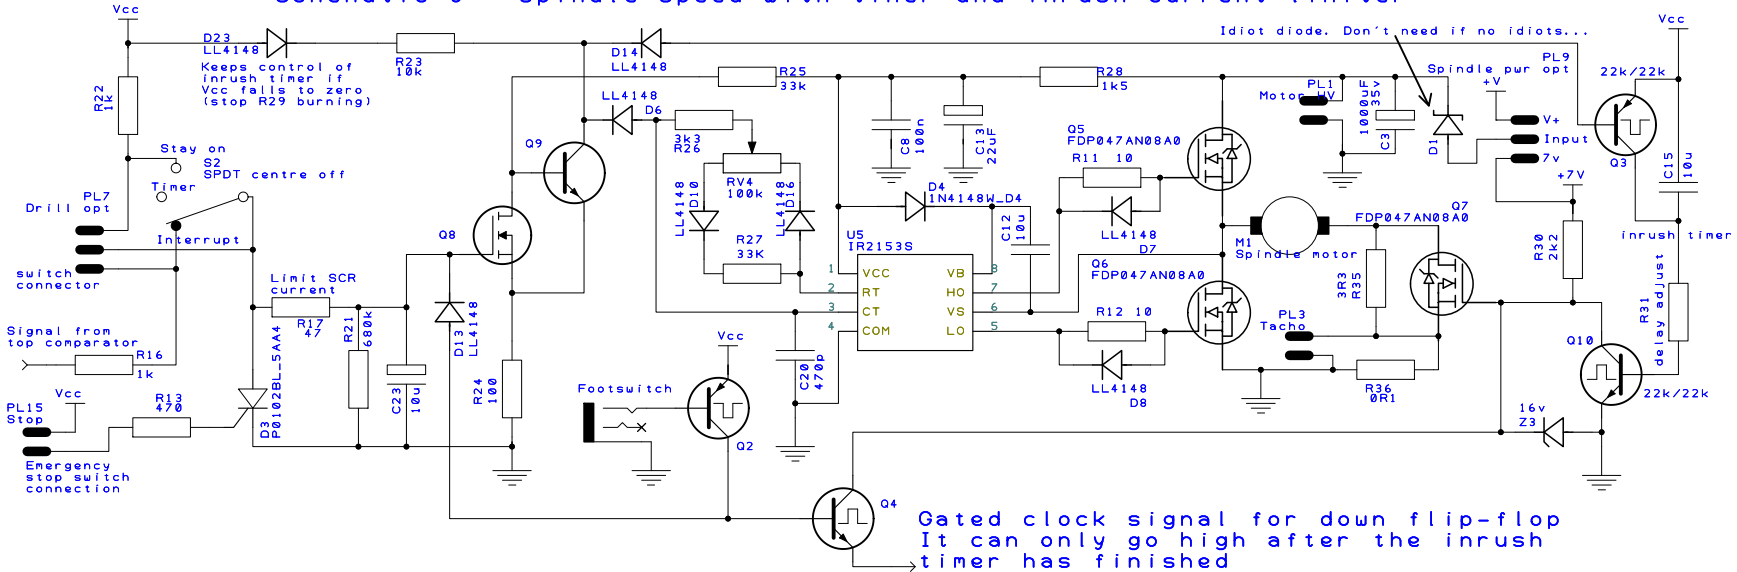 Vcc
D23
LL4148
R23
10k
Keeps control of
inrush timer if
Vcc falls to zero
(stop R29 burning)
R22
1k
Stay on
S2
SPDT centre off
Timer
PL7
Drill opt
Interrupt
switch
connector
Limit SCR
current
R17
47
R21
680k
Signal from
top comparator
R16
1k
Vcc
PL15
Stop
R13
470
D3
P0102BL_5AA4
Emergency
stop switch
connection
C23
10u
D13
LL4148
R24
100
Q8
Q9
D14
LL4148
LL4148
D6
R25
33k
3k3
R26
RV4
100k
LL4148
D10
LL4148
D16
R27
33K
C8
100n
C13
22uF
R28
1k5
D4
1N4148W_D4
C12
10u
U5
IR2153S
1 VCC
2 RT
3 CT
4 COM
VB 8
HO 7
VS 6
LO 5
C20
470p
Footswitch
Vcc
Q2
Q4
Q5
FDP047AN08A0
R11 10
LL4148
D7
Q6
FDP047AN08A0
R12 10
LL4148
D8
M1
Spindle motor
Idiot diode. Don't need if no idiots...
PL1
Motor HV
1000uF
35v
C3
D1
PL9
Spindle pwr opt
+V
V+
Input
7v
+7V
Q7
FDP047AN08A0
3R3
R35
PL3
Tacho
R36
0R1
R30
2k2
Vcc
22k/22k
Q3
C15
10u
inrush timer
R31
delay adjust
Q10
22k/22k
16v
Z3
Gated clock signal for down flip-flop
It can only go high after the inrush
timer has finished